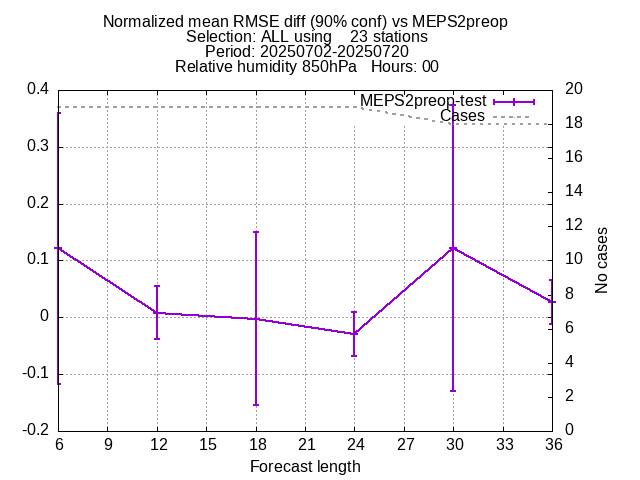 Normalized mean RMSE diff (90% conf) vs MEPS2preop
Selection: ALL using    23 stations
Period: 20250702-20250720
Relative humidity 850hPa   Hours: 00
MEPS2preop-test
Cases
0.4
0.3
0.2
0.1
0
-0.1
-0.2
20
18
16
14
12
10
8
6
4
2
0
No cases
6 9 12 15 18 21 24 27 30 33 36
Forecast length